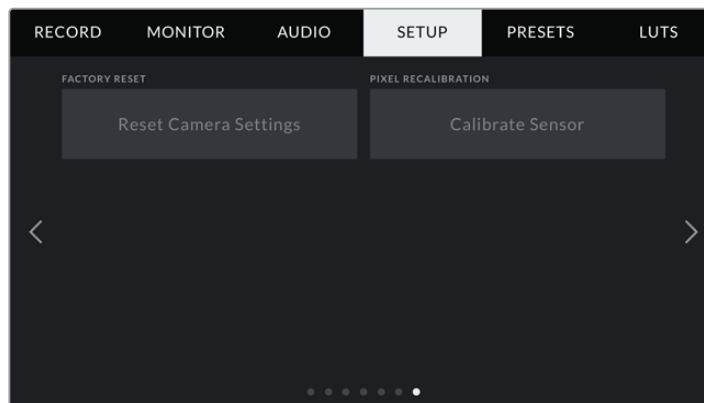 RECORD MONITOR AUDIO SETUP PRESETS LUTS
FACTORY RESET PIXEL RECALIBRATION
Reset Camera Settings Calibrate Sensor